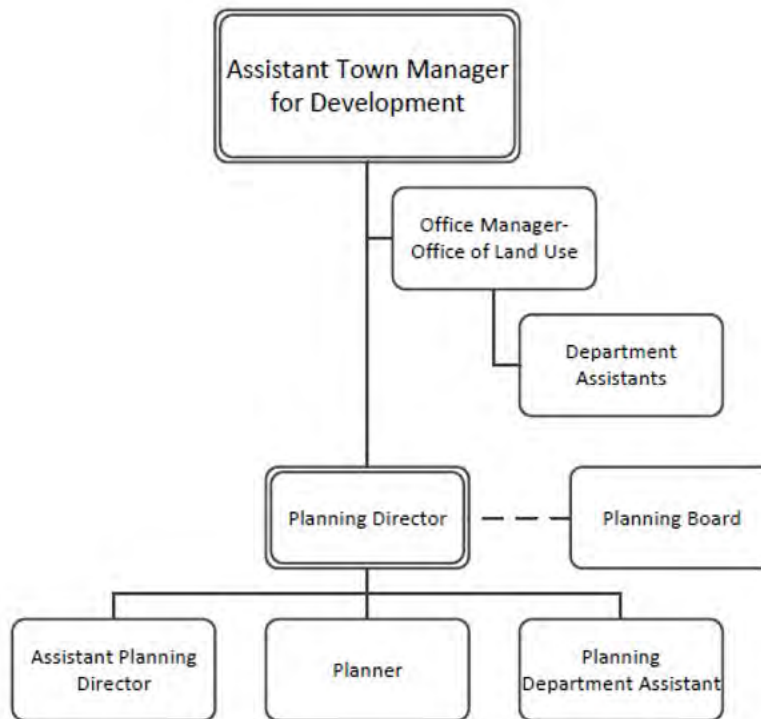 Assistant Town Manager
for Development
Office Manager-
Office of Land Use
Department
Assistants
Planning Director
Planning Board
Assistant Planning
Director
Planner
Planning
Department Assistant